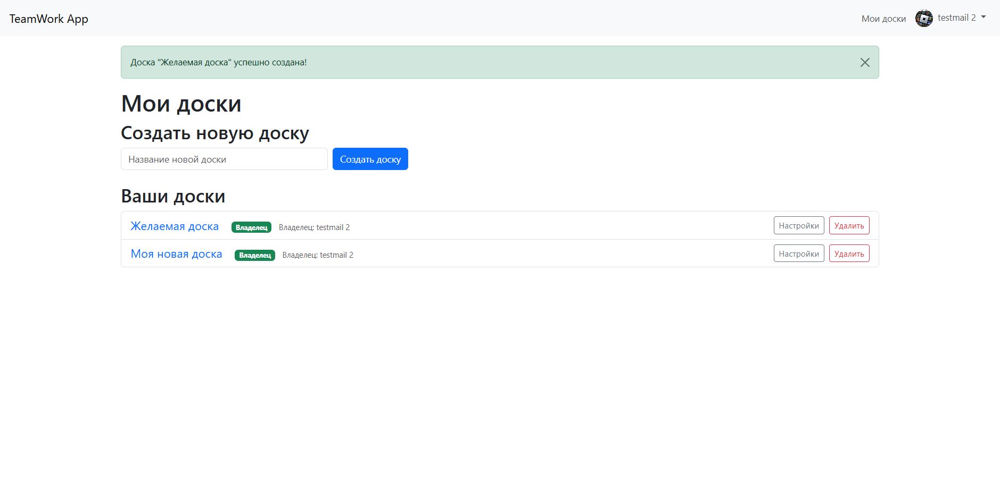 TeamWork App
Мои доски
testmail 2
Доска "Желаемая доска" успешно создана!
Мои доски
Создать новую доску
Название новой доски
Создать доску
Ваши доски
Желаемая доска Владелец Владелец: testmail 2 Настройки Удалить
Моя новая доска Владелец Владелец: testmail 2 Настройки Удалить